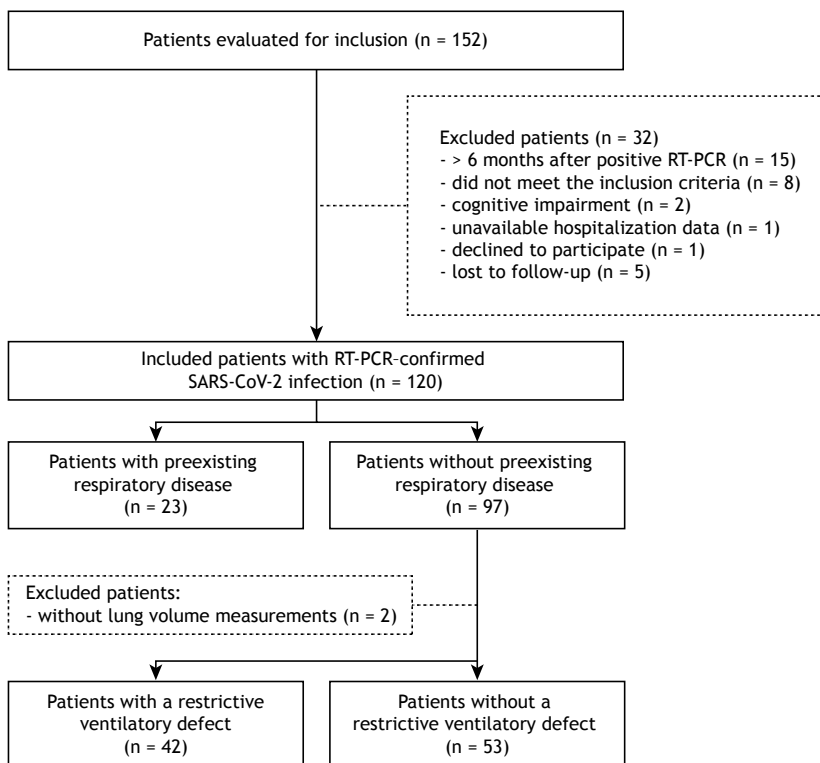 Patients evaluated for inclusion (n = 152)
Excluded patients (n = 32)
- > 6 months after positive RT-PCR (n = 15)
- did not meet the inclusion criteria (n = 8)
- cognitive impairment (n = 2)
- unavailable hospitalization data (n = 1)
- declined to participate (n = 1)
- lost to follow-up (n = 5)
Included patients with RT-PCR–confirmed
SARS-CoV-2 infection (n = 120)
Patients with preexisting
respiratory disease
(n = 23)
Patients without preexisting
respiratory disease
(n = 97)
Excluded patients:
- without lung volume measurements (n = 2)
Patients with a restrictive
ventilatory defect
(n = 42)
Patients without a
restrictive ventilatory defect
(n = 53)